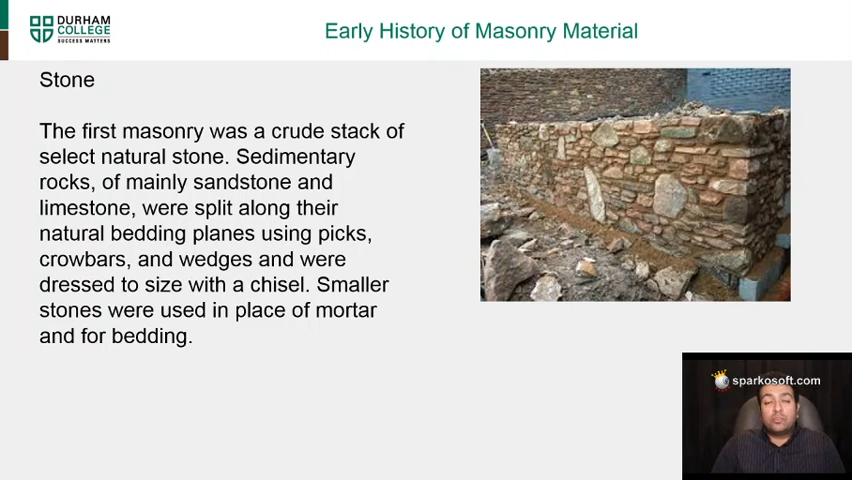 DURHAM
COLLEGE
SUCCESS MATTERS
Early History of Masonry Material
Stone
The first masonry was a crude stack of
select natural stone. Sedimentary
rocks, of mainly sandstone and
limestone, were split along their
natural bedding planes using picks,
crowbars, and wedges and were
dressed to size with a chisel. Smaller
stones were used in place of mortar
and for bedding.
sparkosoft.com